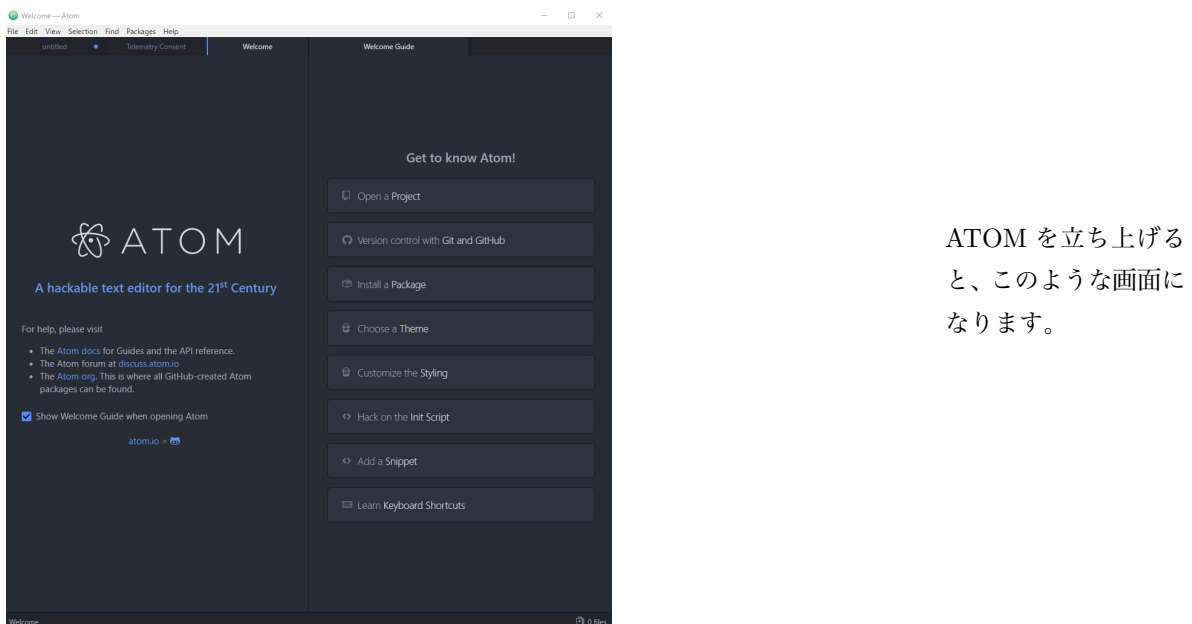 Welcome — Atom
File Edit View Selection Find Packages Help
untitled Telemetry Consent Welcome Welcome Guide
ATOM
A hackable text editor for the 21st Century
For help, please visit
• The Atom docs for Guides and the API reference.
• The Atom forum at discuss.atom.io
• The Atom org. This is where all GitHub-created Atom
packages can be found.
Show Welcome Guide when opening Atom
atom.io ×
Get to know Atom!
Open a Project
Version control with Git and GitHub
Install a Package
Choose a Theme
Customize the Styling
Hack on the Init Script
Add a Snippet
Learn Keyboard Shortcuts
Welcome 0 files
ATOM を立ち上げる
と、このような画面に
なります。